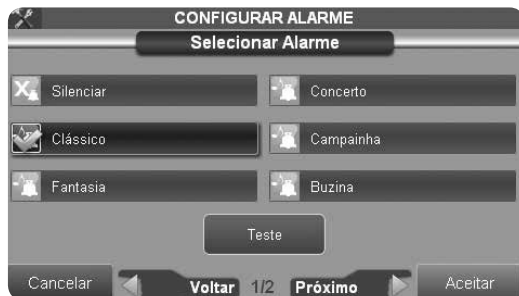 CONFIGURAR ALARME
Selecionar Alarme
Silenciar Concerto
Clássico Campainha
Fantasia Buzina
Teste
Cancelar Voltar 1/2 Próximo Aceitar